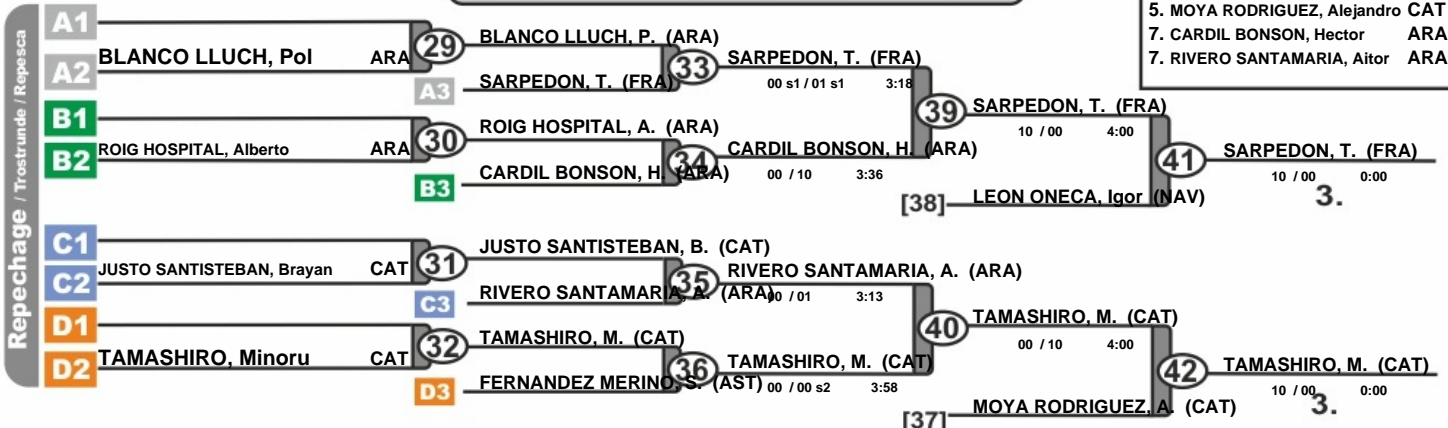 5. MOYA RODRIGUEZ, Alejandro CAT
7. CARDIL BONSON, Hector ARA
7. RIVERO SANTAMARIA, Aitor ARA
Repechage / Trostrunde / Repesca
A1
A2 BLANCO LLUCH, Pol ARA
29
BLANCO LLUCH, P. (ARA)
A3 SARPEDON, T. (FRA)
33
SARPEDON, T. (FRA)
00 s1 / 01 s1 3:18
B1
B2 ROIG HOSPITAL, Alberto ARA
30
ROIG HOSPITAL, A. (ARA)
B3 CARDIL BONSON, H. (ARA)
34
CARDIL BONSON, H. (ARA)
00 / 10 3:36
39
SARPEDON, T. (FRA)
10 / 00 4:00
[38] LEON ONECA, Igor (NAV)
41
SARPEDON, T. (FRA)
10 / 00 0:00
3.
C1
C2 JUSTO SANTISTEBAN, Brayan CAT
31
JUSTO SANTISTEBAN, B. (CAT)
C3 RIVERO SANTAMARIA, A. (ARA)
35
RIVERO SANTAMARIA, A. (ARA)
00 / 01 3:13
D1
D2 TAMASHIRO, Minoru CAT
32
TAMASHIRO, M. (CAT)
D3 FERNANDEZ MERINO, S. (AST)
36
TAMASHIRO, M. (CAT)
00 / 00 s2 3:58
40
TAMASHIRO, M. (CAT)
00 / 10 4:00
[37] MOYA RODRIGUEZ, A. (CAT)
42
TAMASHIRO, M. (CAT)
10 / 00 0:00
3.